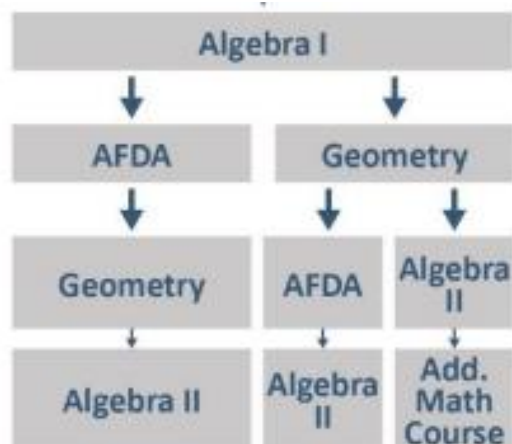 Algebra I
AFDA
Geometry
Geometry
AFDA
Algebra
II
Algebra II
Algebra
II
Add.
Math
Course